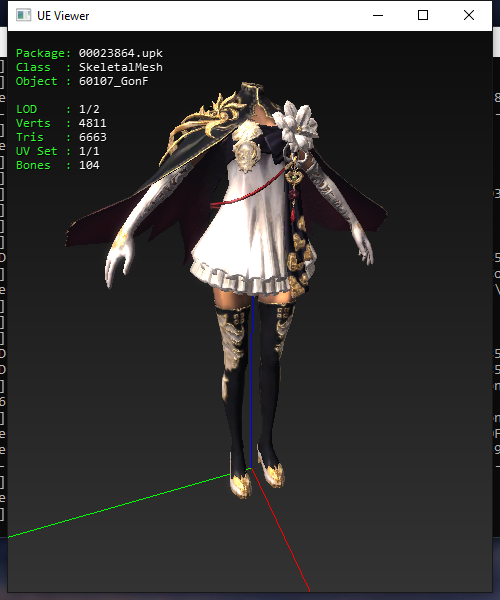 UE Viewer
Package: 00023864.upk
Class : SkeletalMesh
Object : 60107_GonF
LOD : 1/2
Verts : 4811
Tris : 6663
UV Set : 1/1
Bones : 104